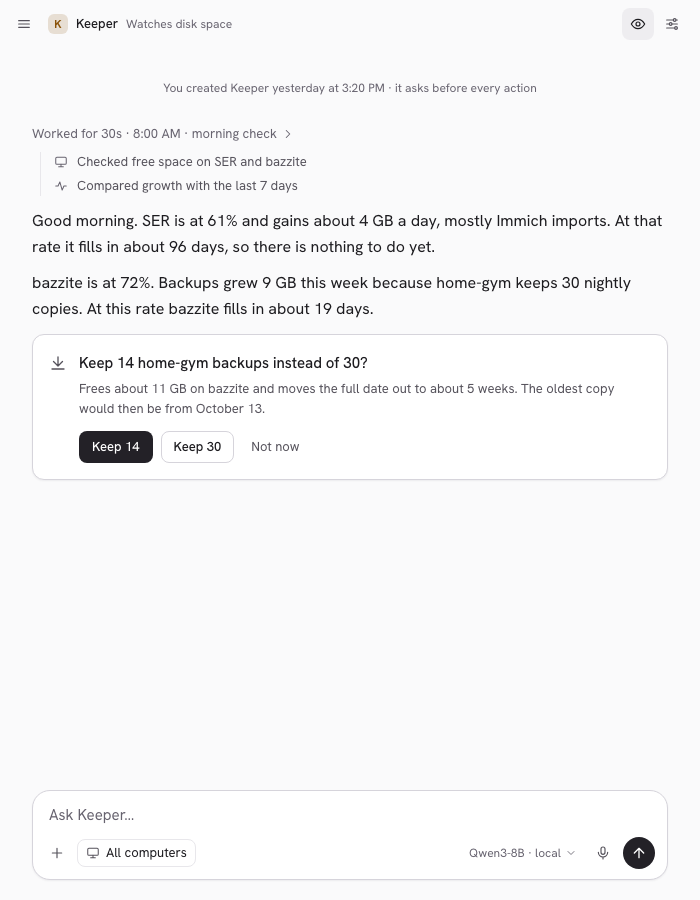 K Keeper Watches disk space
You created Keeper yesterday at 3:20 PM · it asks before every action
Worked for 30s · 8:00 AM · morning check
Checked free space on SER and bazzite
Compared growth with the last 7 days
Good morning. SER is at 61% and gains about 4 GB a day, mostly Immich imports. At that
rate it fills in about 96 days, so there is nothing to do yet.
bazzite is at 72%. Backups grew 9 GB this week because home-gym keeps 30 nightly
copies. At this rate bazzite fills in about 19 days.
Keep 14 home-gym backups instead of 30?
Frees about 11 GB on bazzite and moves the full date out to about 5 weeks. The oldest copy
would then be from October 13.
Keep 14 Keep 30 Not now
Ask Keeper...
All computers Qwen3-8B · local